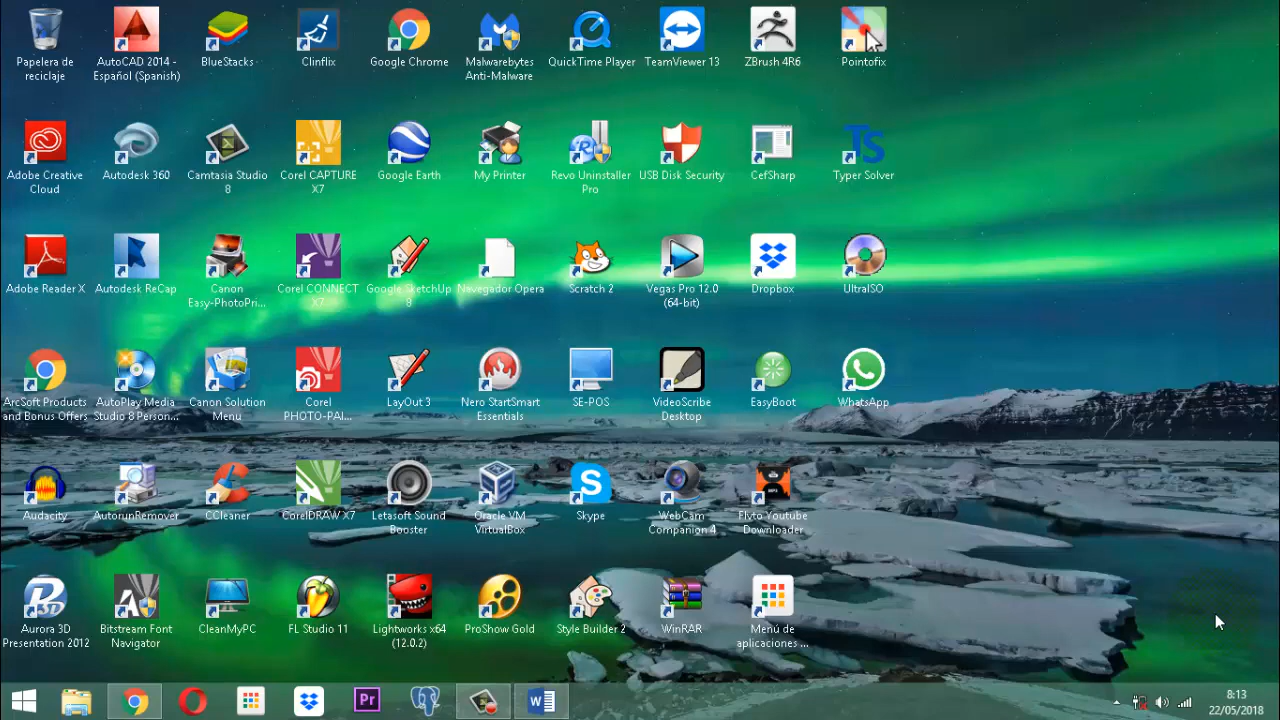 Papelera de
reciclaje
AutoCAD 2014 -
Español (Spanish)
BlueStacks
Clinflix
Google Chrome
Malwarebytes
Anti-Malware
QuickTime Player
TeamViewer 13
ZBrush 4R6
Pointofix
Adobe Creative
Cloud
Autodesk 360
Camtasia Studio
8
Corel CAPTURE
X7
Google Earth
My Printer
Revo Uninstaller
Pro
USB Disk Security
CefSharp
Ts
Typer Solver
Adobe Reader X
Autodesk ReCap
Canon
Easy-PhotoPri...
Corel CONNECT
X7
Google SketchUp
8
Navegador Opera
Scratch 2
Vegas Pro 12.0
(64-bit)
Dropbox
UltraISO
ArcSoft Products
and Bonus Offers
AutoPlay Media
Studio 8 Person...
Canon Solution
Menu
Corel
PHOTO-PAI...
LayOut 3
Nero StartSmart
Essentials
SE-POS
VideoScribe
Desktop
EasyBoot
WhatsApp
Audacity
AutorunRemover
CCleaner
CorelDRAW X7
Letasoft Sound
Booster
Oracle VM
VirtualBox
Skype
WebCam
Companion 4
Flyto Youtube
Downloader
Aurora 3D
Presentation 2012
Bitstream Font
Navigator
CleanMyPC
FL Studio 11
Lightworks x64
(12.0.2)
ProShow Gold
Style Builder 2
WinRAR
Menú de
aplicaciones ...
Pr
8:13
22/05/2018